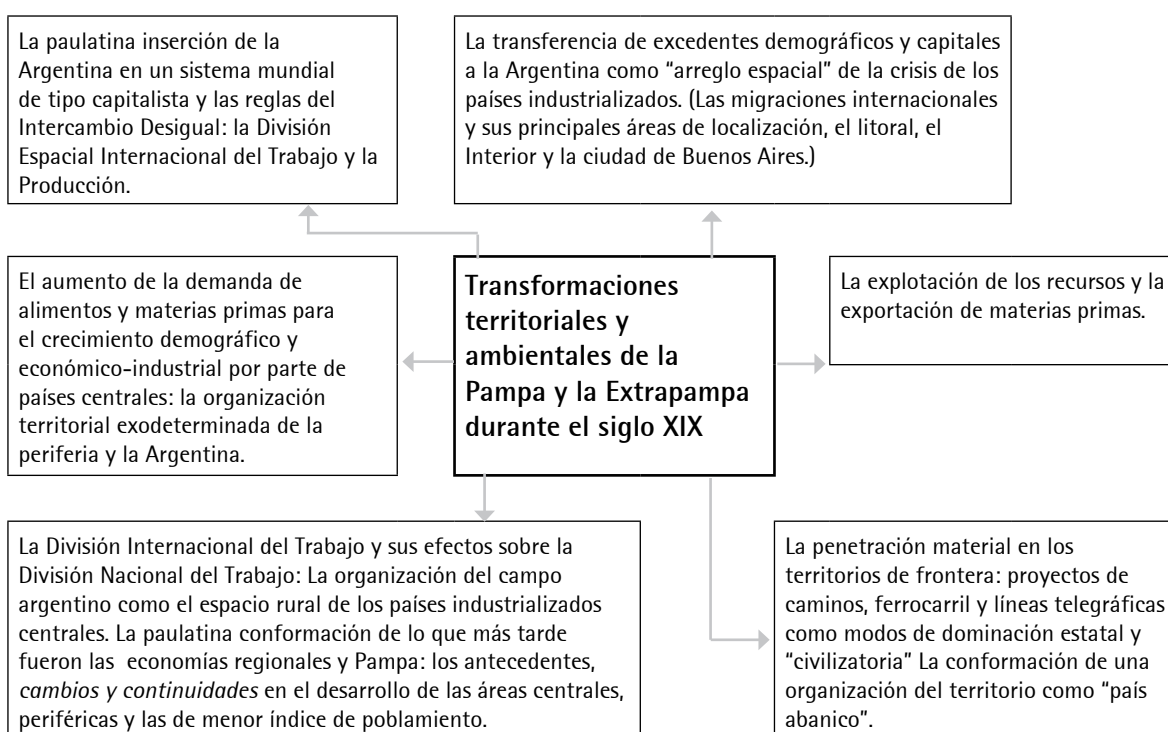 La paulatina inserción de la
Argentina en un sistema mundial
de tipo capitalista y las reglas del
Intercambio Desigual: la División
Espacial Internacional del Trabajo y la
Producción.
La transferencia de excedentes demográficos y capitales
a la Argentina como “arreglo espacial” de la crisis de los
países industrializados. (Las migraciones internacionales
y sus principales áreas de localización, el litoral, el
Interior y la ciudad de Buenos Aires.)
El aumento de la demanda de
alimentos y materias primas para
el crecimiento demográfico y
económico-industrial por parte de
países centrales: la organización
territorial exodeterminada de la
periferia y la Argentina.
Transformaciones
territoriales y
ambientales de la
Pampa y la Extrapampa
durante el siglo XIX
La explotación de los recursos y la
exportación de materias primas.
La División Internacional del Trabajo y sus efectos sobre la
División Nacional del Trabajo: La organización del campo
argentino como el espacio rural de los países industrializados
centrales. La paulatina conformación de lo que más tarde
fueron las economías regionales y Pampa: los antecedentes,
cambios y continuidades en el desarrollo de las áreas centrales,
periféricas y las de menor índice de poblamiento.
La penetración material en los
territorios de frontera: proyectos de
caminos, ferrocarril y líneas telegráficas
como modos de dominación estatal y
“civilizatoria” La conformación de una
organización del territorio como “país
abanico”.